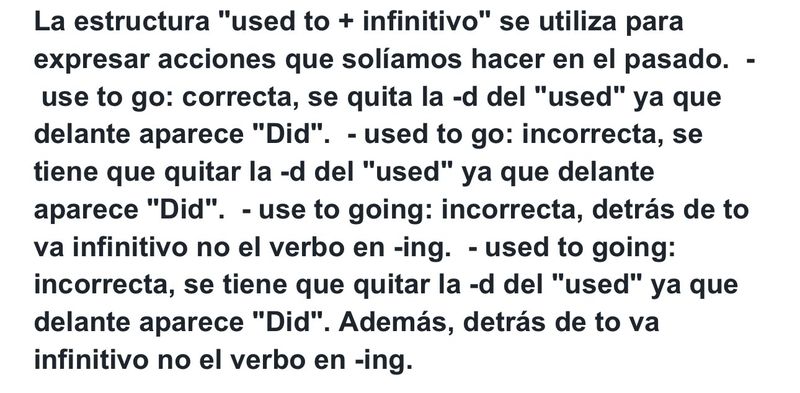 La estructura "used to + infinitivo" se utiliza para
expresar acciones que solíamos hacer en el pasado.  -
use to go: correcta, se quita la -d del "used" ya que
delante aparece "Did".  - used to go: incorrecta, se
tiene que quitar la -d del "used" ya que delante
aparece "Did".  - use to going: incorrecta, detrás de to
va infinitivo no el verbo en -ing.  - used to going:
incorrecta, se tiene que quitar la -d del "used" ya que
delante aparece "Did". Además, detrás de to va
infinitivo no el verbo en -ing.